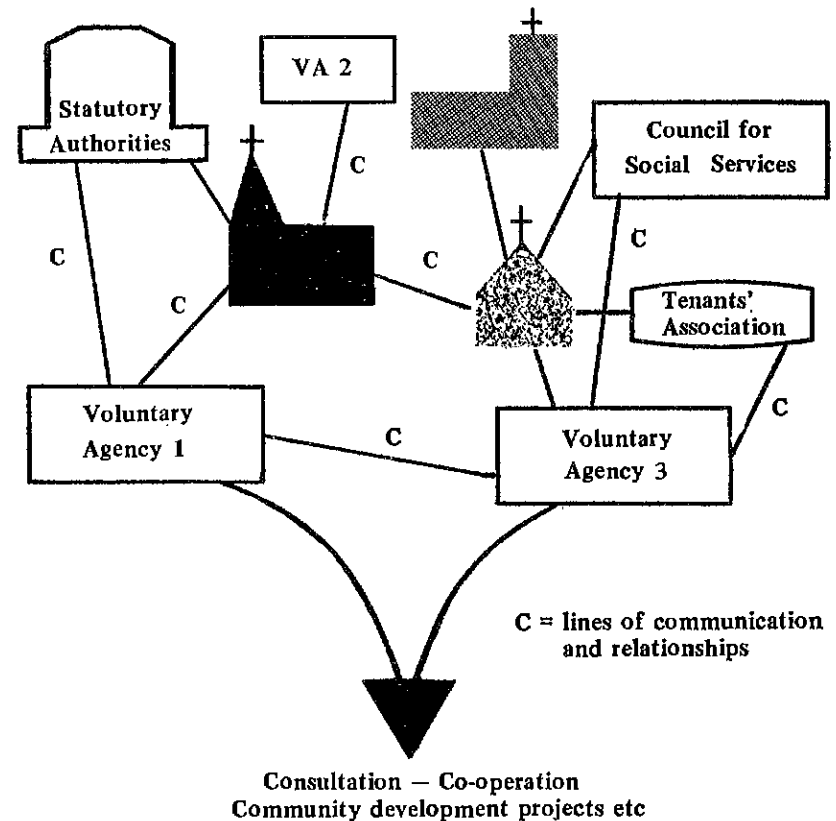 VA 2
Statutory
Authorities
Council for
Social Services
C
C
C
C
C
Tenants'
Association
C
Voluntary
Agency 1
C
Voluntary
Agency 3
C = lines of communication
and relationships
Consultation — Co-operation
Community development projects etc